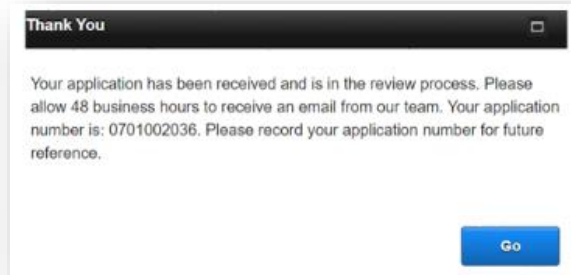 Thank You
Your application has been received and is in the review process. Please
allow 48 business hours to receive an email from our team. Your application
number is: 0701002036. Please record your application number for future
reference.
Go